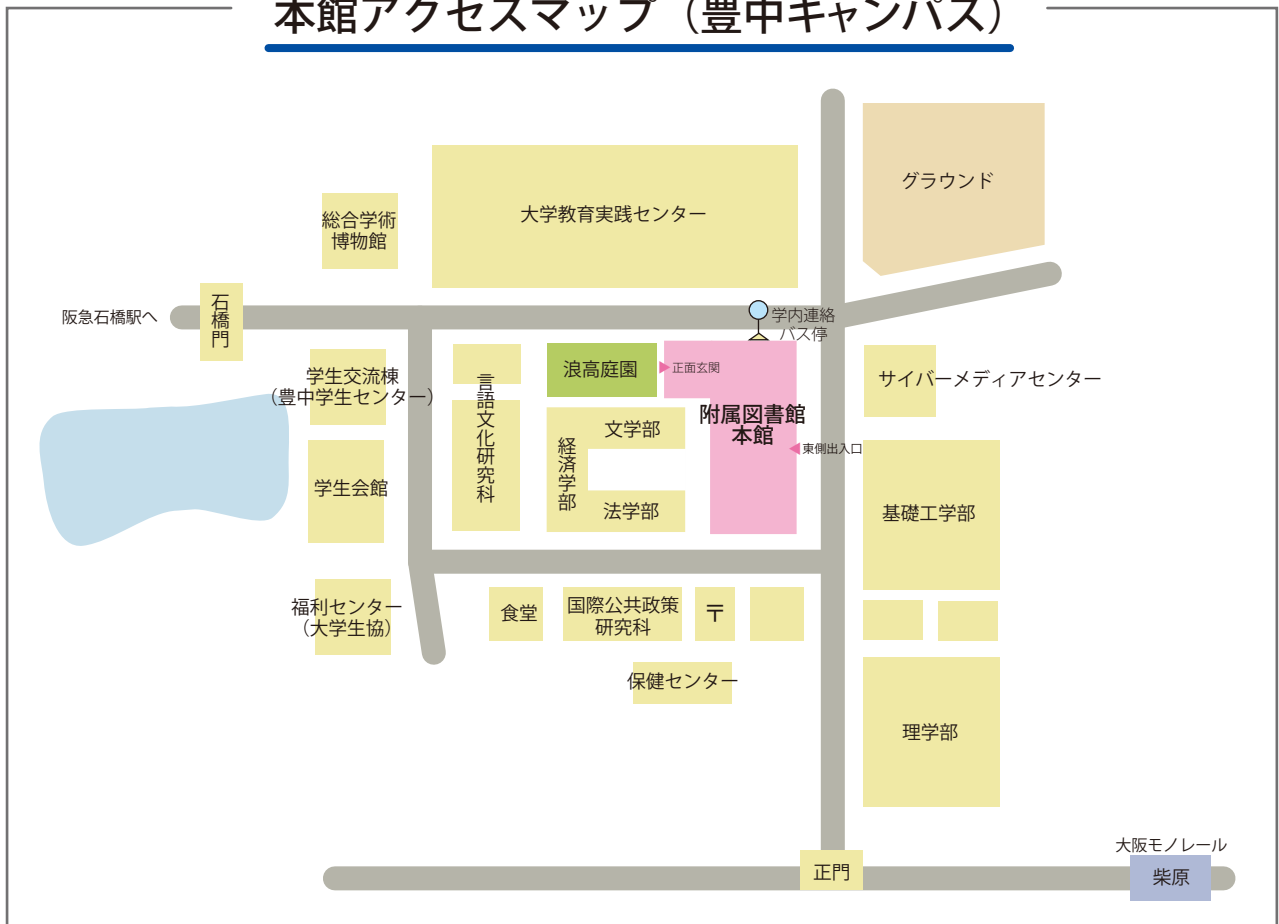 本館アクセスマップ（豊中キャンパス）
グラウンド
大学教育実践センター
総合学術
博物館
石橋門
阪急石橋駅へ
学内連絡
バス停
学生交流棟
（豊中学生センター）
言語文化研究科
浪高庭園
正面玄関
サイバーメディアセンター
附属図書館
本館
東側出入口
経済学部
文学部
法学部
学生会館
基礎工学部
福利センター
（大学生協）
食堂
国際公共政策
研究科
〒
保健センター
理学部
正門
大阪モノレール
柴原